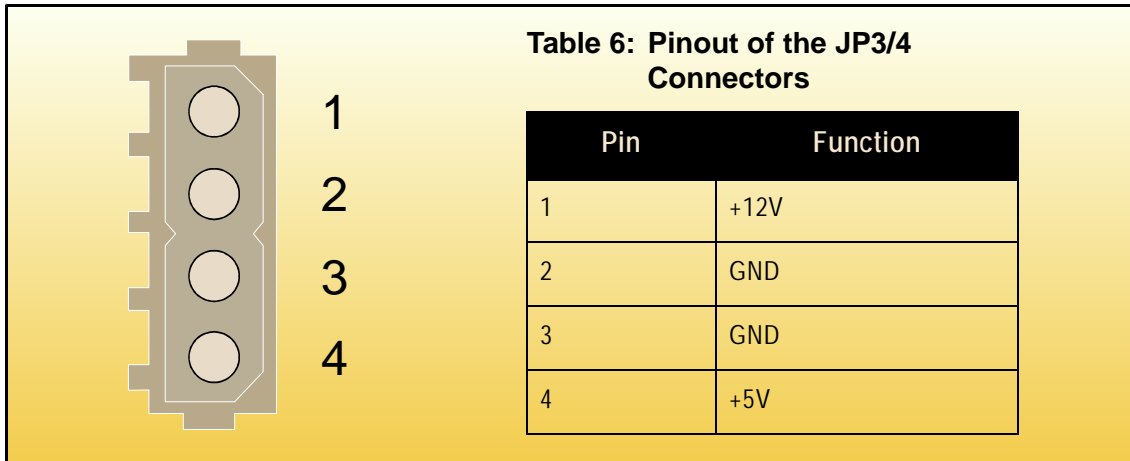 1
2
3
4
Table 6: Pinout of the JP3/4
Connectors
Pin Function
1 +12V
2 GND
3 GND
4 +5V